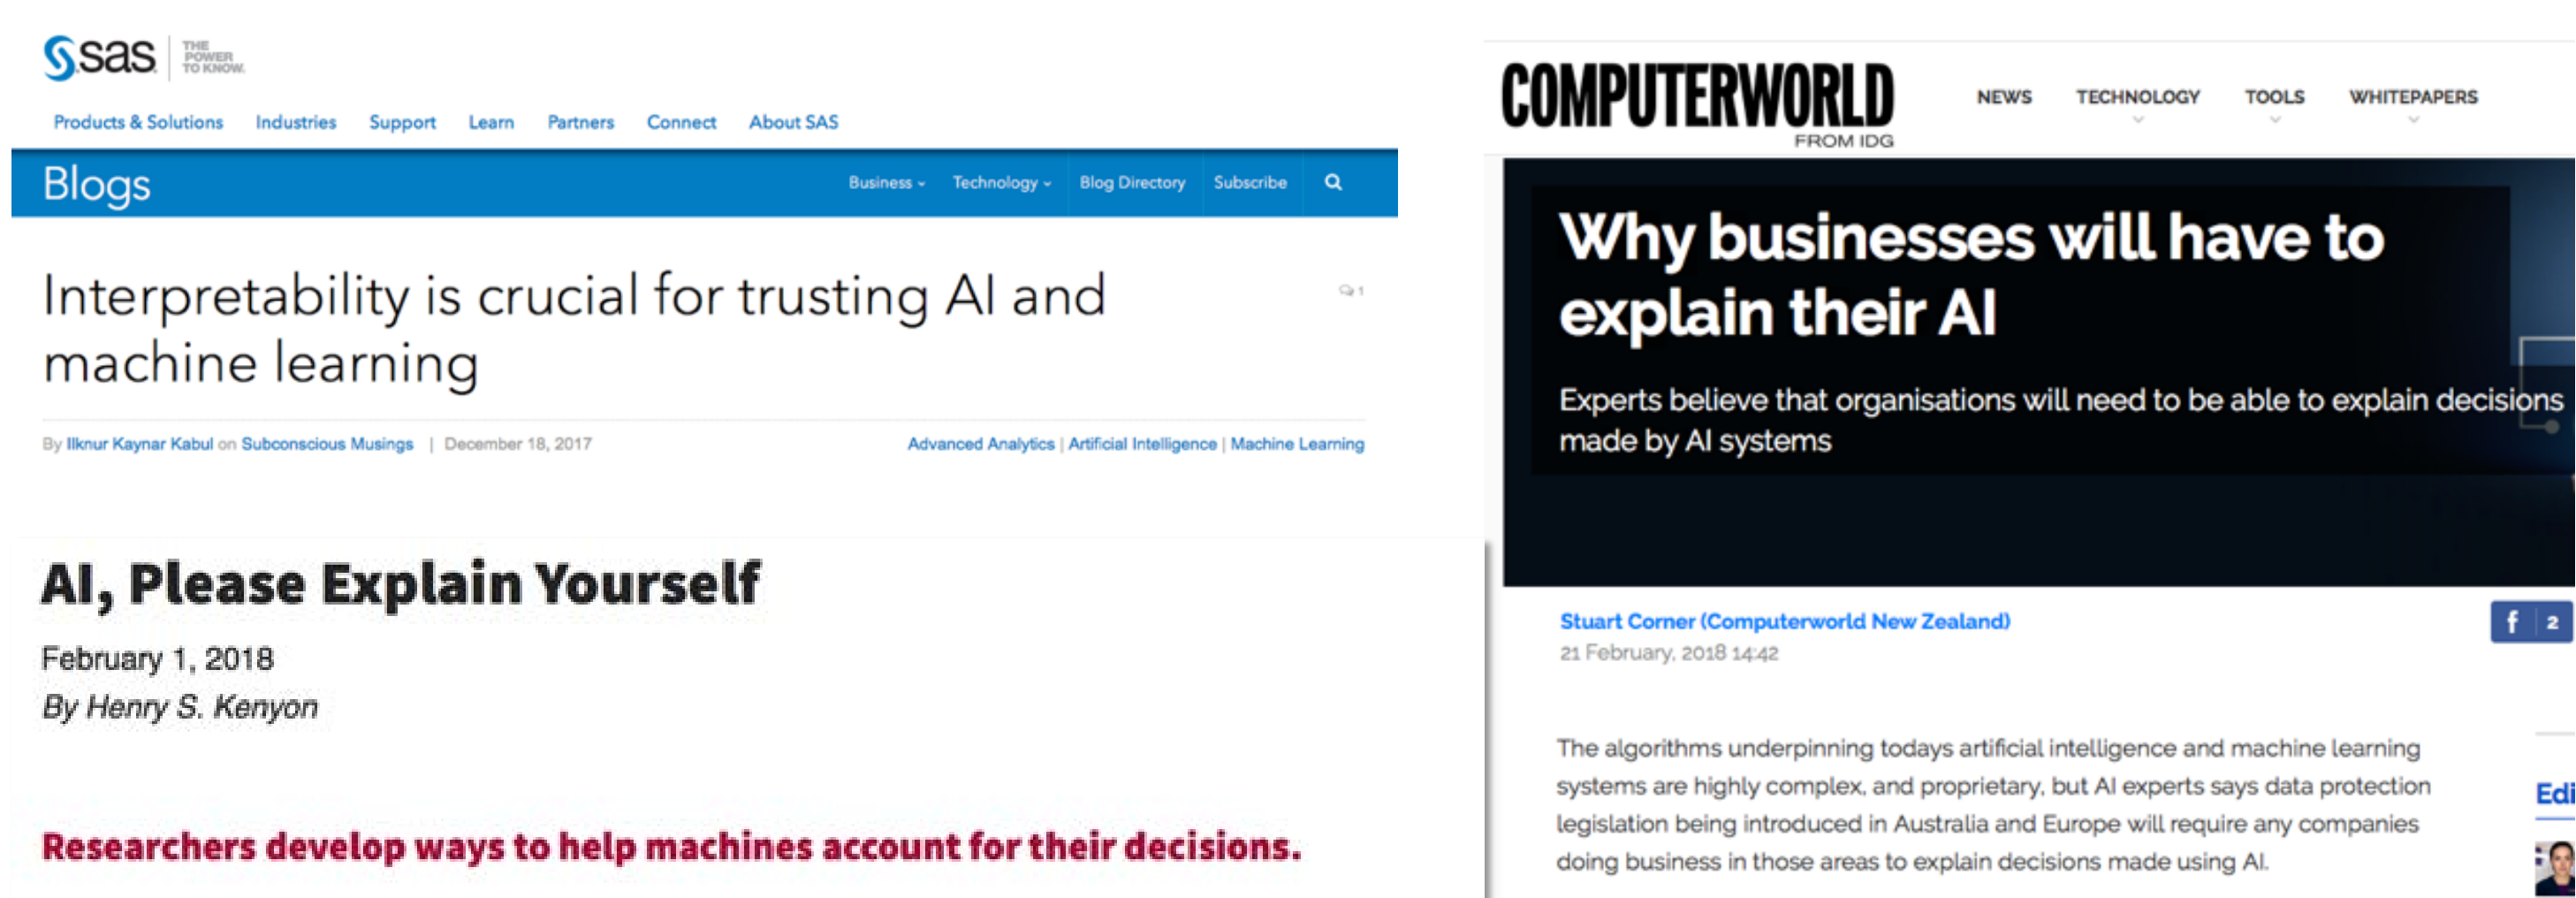 sas THE
POWER
TO KNOW.
Products & Solutions Industries Support Learn Partners Connect About SAS
Blogs Business Technology Blog Directory Subscribe
Interpretability is crucial for trusting AI and
machine learning
1
By Ilknur Kaynar Kabul on Subconscious Musings | December 18, 2017 Advanced Analytics | Artificial Intelligence | Machine Learning
AI, Please Explain Yourself
February 1, 2018
By Henry S. Kenyon
Researchers develop ways to help machines account for their decisions.
COMPUTERWORLD
FROM IDG
NEWS TECHNOLOGY TOOLS WHITEPAPERS
Why businesses will have to
explain their AI
Experts believe that organisations will need to be able to explain decisions
made by AI systems
Stuart Corner (Computerworld New Zealand)
21 February, 2018 14:42
f 2
The algorithms underpinning todays artificial intelligence and machine learning
systems are highly complex, and proprietary, but AI experts says data protection
legislation being introduced in Australia and Europe will require any companies
doing business in those areas to explain decisions made using AI.
Edi